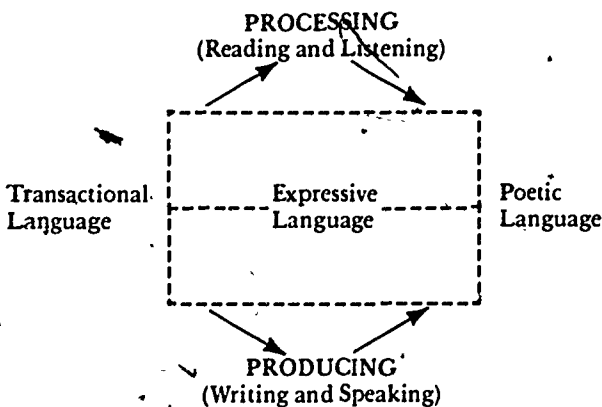 PROCESSING
(Reading and Listening)
Transactional
Language
Expressive
Language
Poetic
Language
PRODUCING
(Writing and Speaking)